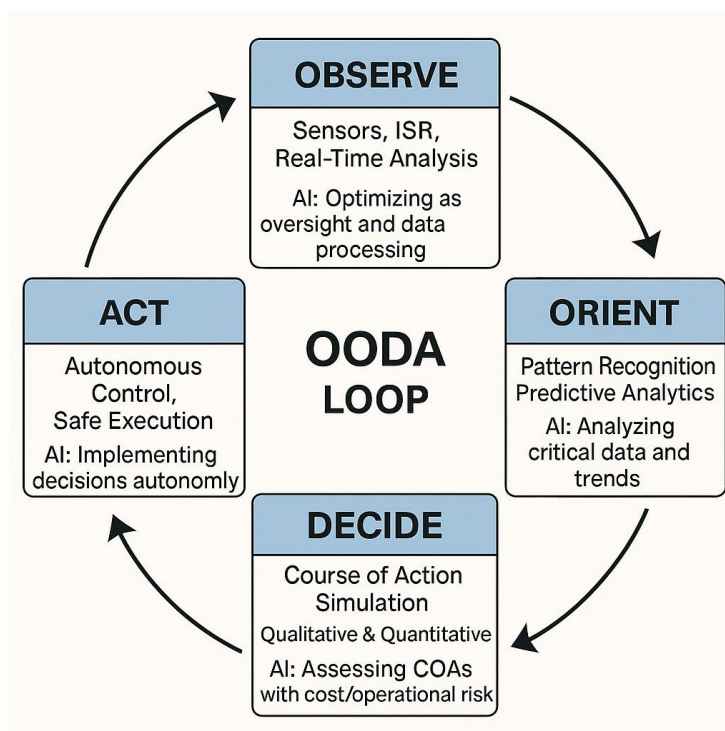 OBSERVE
Sensors, ISR,
Real-Time Analysis
AI: Optimizing as
oversight and data
processing
ORIENT
Pattern Recognition
Predictive Analytics
AI: Analyzing
critical data and
trends
OODA
LOOP
ACT
Autonomous
Control,
Safe Execution
AI: Implementing
decisions autonomly
DECIDE
Course of Action
Simulation
Qualitative & Quantitative
AI: Assessing COAs
with cost/operational risk